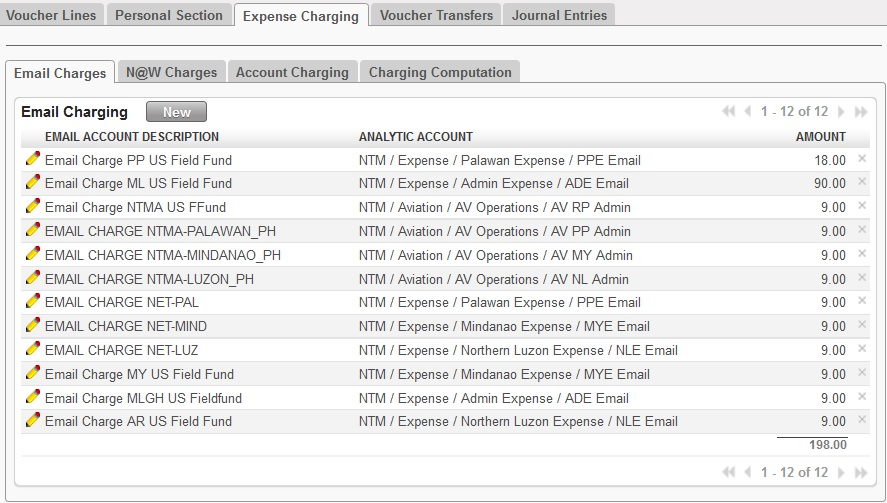 Voucher Lines Personal Section Expense Charging Voucher Transfers Journal Entries
Email Charges N@W Charges Account Charging Charging Computation
Email Charging New 1 - 12 of 12
EMAIL ACCOUNT DESCRIPTION ANALYTIC ACCOUNT AMOUNT
Email Charge PP US Field Fund NTM / Expense / Palawan Expense / PPE Email 18.00
Email Charge ML US Field Fund NTM / Expense / Admin Expense / ADE Email 90.00
Email Charge NTMA US FFund NTM / Aviation / AV Operations / AV RP Admin 9.00
EMAIL CHARGE NTMA-PALAWAN_PH NTM / Aviation / AV Operations / AV PP Admin 9.00
EMAIL CHARGE NTMA-MINDANAO_PH NTM / Aviation / AV Operations / AV MY Admin 9.00
EMAIL CHARGE NTMA-LUZON_PH NTM / Aviation / AV Operations / AV NL Admin 9.00
EMAIL CHARGE NET-PAL NTM / Expense / Palawan Expense / PPE Email 9.00
EMAIL CHARGE NET-MIND NTM / Expense / Mindanao Expense / MYE Email 9.00
EMAIL CHARGE NET-LUZ NTM / Expense / Northern Luzon Expense / NLE Email 9.00
Email Charge MY US Field Fund NTM / Expense / Mindanao Expense / MYE Email 9.00
Email Charge MLGH US Fieldfund NTM / Expense / Admin Expense / ADE Email 9.00
Email Charge AR US Field Fund NTM / Expense / Northern Luzon Expense / NLE Email 9.00
198.00
1 - 12 of 12